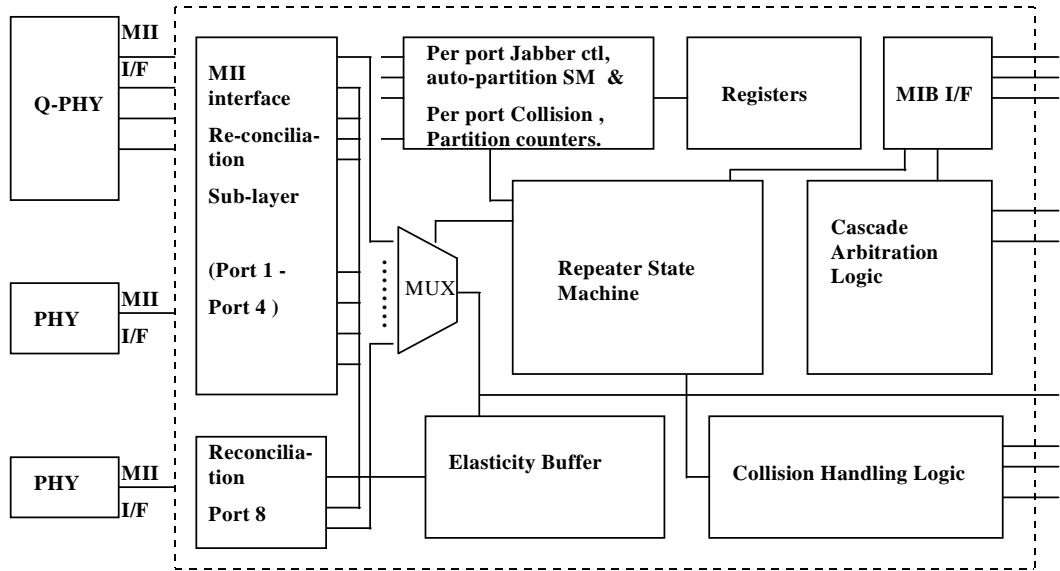 MII
I/F
Q-PHY
MII
I/F
PHY
MII
I/F
PHY
MII
interface
Re-conciliation
Sub-layer
(Port 1 -
Port 4 )
Reconcilia-
tion
Port 8
MUX
Per port Jabber ctl,
auto-partition SM &
Per port Collision ,
Partition counters.
Registers
MIB I/F
Repeater State
Machine
Cascade
Arbitration
Logic
Elasticity Buffer
Collision Handling Logic